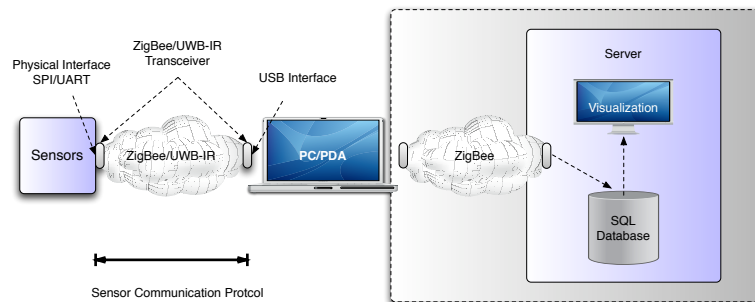 ZigBee/UWB-IR
Transceiver
Physical Interface
SPI/UART
USB Interface
Server
Visualization
Sensors
ZigBee/UWB-IR
PC/PDA
ZigBee
SQL
Database
Sensor Communication Protcol